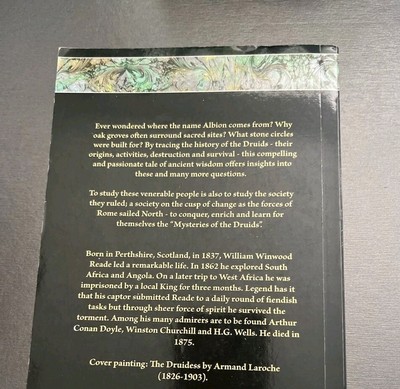 Ever wondered where the name Albion comes from? Why
oak groves often surround sacred sites? What stone circles
were built for? By tracing the history of the Druids - their
origins, activities, destruction and survival - this compelling
and passionate tale of ancient wisdom offers insights into
these and many more questions.
To study these venerable people is also to study the society
they ruled; a society on the cusp of change as the forces of
Rome sailed North - to conquer, enrich and learn for
themselves the "Mysteries of the Druids".
Born in Perthshire, Scotland, in 1837, William Winwood
Reade led a remarkable life. In 1862 he explored South
Africa and Angola. On a later trip to West Africa he was
imprisoned by a local King for three months. Legend has it
that his captor submitted Reade to a daily round of fiendish
tasks but through sheer force of spirit he survived the
torment. Among his many admirers are to be found Arthur
Conan Doyle, Winston Churchill and H.G. Wells. He died in
1875.
Cover painting: The Druidess by Armand Laroche
(1826-1903).